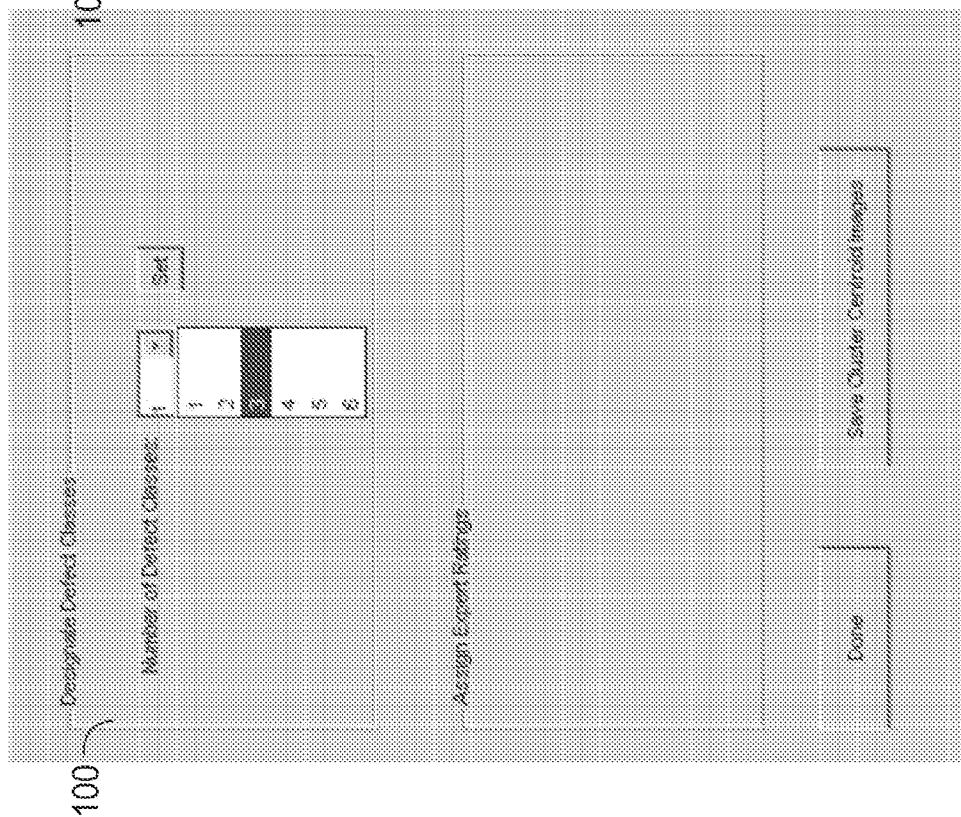 100
10
Designate Defect Classes
Number of Defect Classes: 1 Set
1
2
3
4
5
6
Assign Expert Ratings
Done Save Cluster Centroid Images